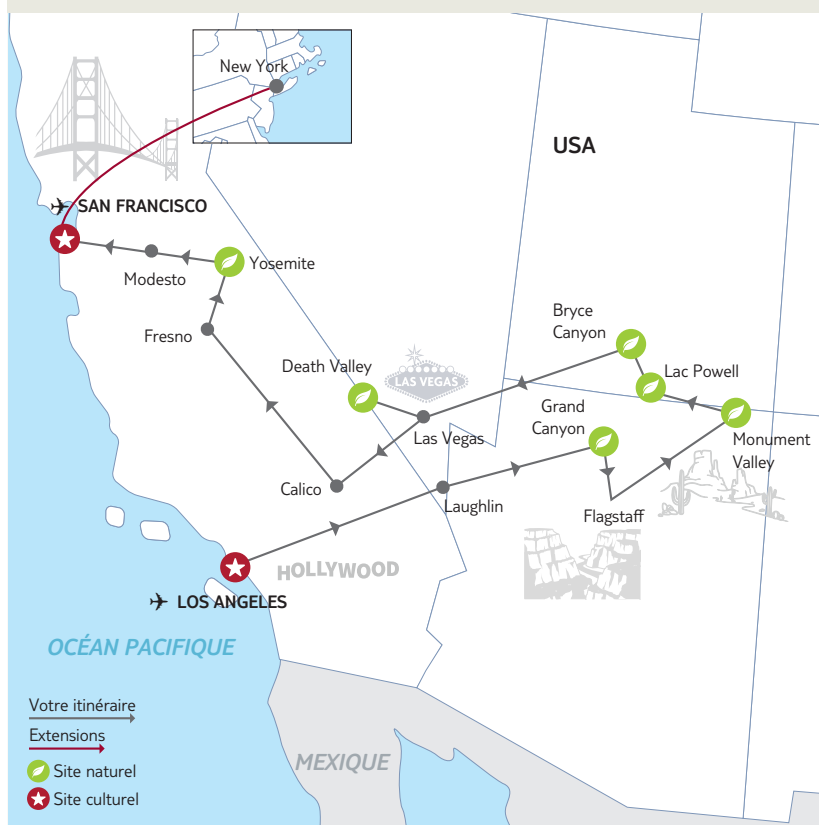 New York
USA
SAN FRANCISCO
Yosemite
Modesto
Fresno
Bryce
Canyon
Death Valley
LAS VEGAS
Lac Powell
Grand
Canyon
Las Vegas
Monument
Valley
Calico
Laughlin
Flagstaff
HOLLYWOOD
LOS ANGELES
OCÉAN PACIFIQUE
MEXIQUE
Votre itinéraire
Extensions
Site naturel
Site culturel